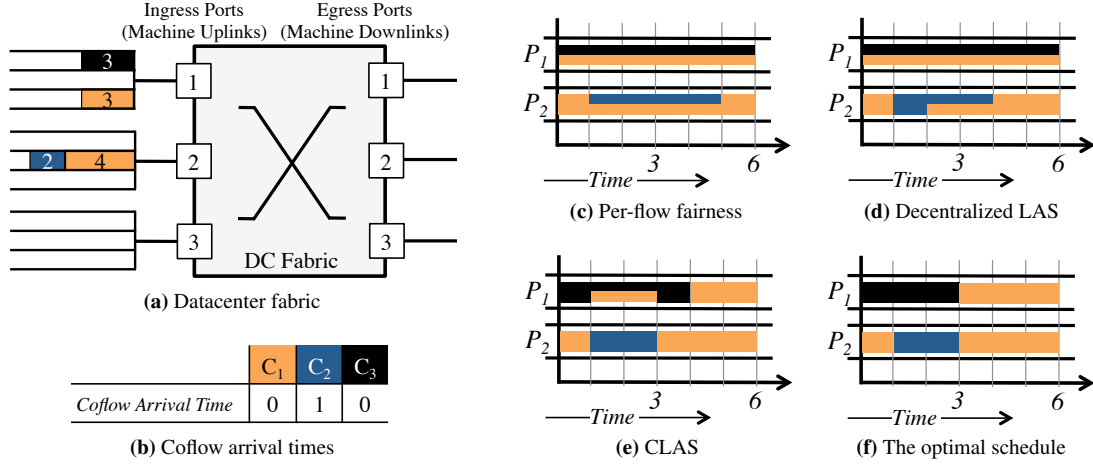 Ingress Ports
(Machine Uplinks)
Egress Ports
(Machine Downlinks)
3
3
2 4
1
2
3
1
2
3
DC Fabric
(a) Datacenter fabric
C1 C2 C3
Coflow Arrival Time 0 1 0
(b) Coflow arrival times
P1
P2
3 6
Time
(c) Per-flow fairness
P1
P2
3 6
Time
(d) Decentralized LAS
P1
P2
3 6
Time
(e) CLAS
P1
P2
3 6
Time
(f) The optimal schedule